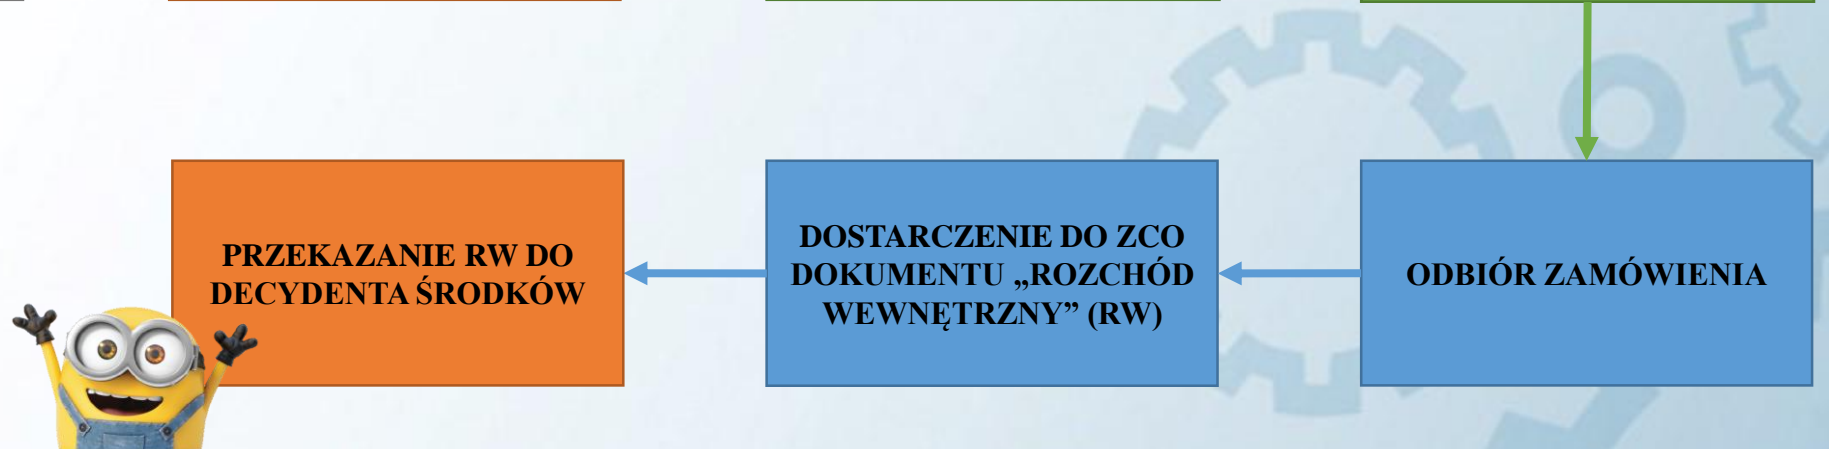 PRZEKAZANIE RW DO
DECYDENTA ŚRODKÓW
DOSTARCZENIE DO ZCO
DOKUMENTU „ROZCHÓD
WEWNĘTRZNY” (RW)
ODBIÓR ZAMÓWIENIA